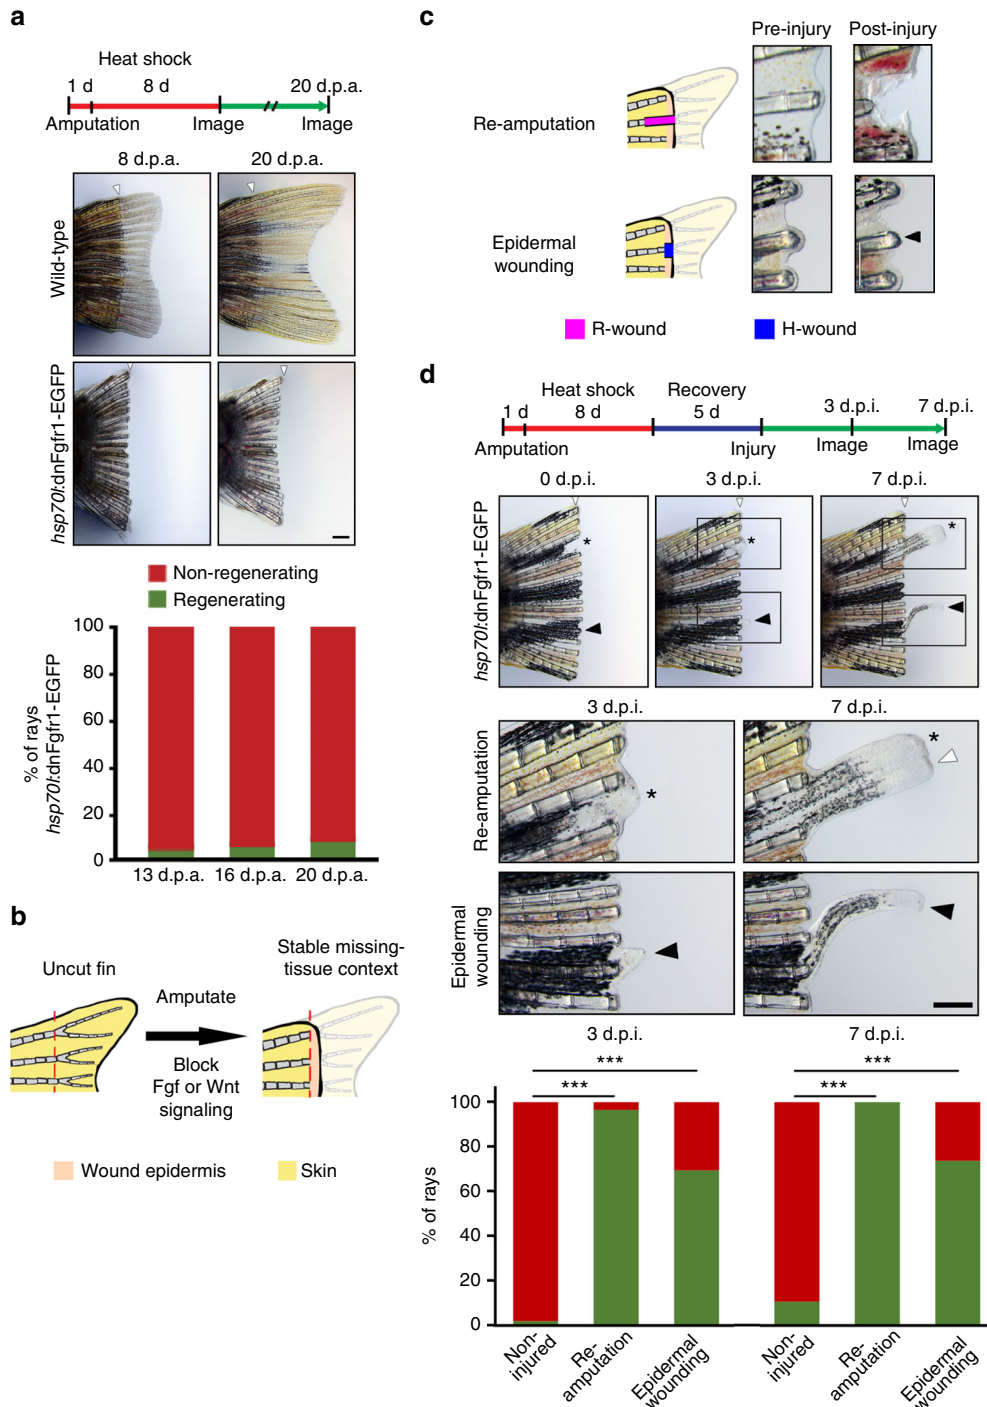 a
Heat shock
1 d 8 d 20 d.p.a.
Amputation Image Image
8 d.p.a. 20 d.p.a.
Wild-type
hsp70l:dnFgfr1-EGFP
Non-regenerating
Regenerating
% of rays
hsp70l:dnFgfr1-EGFP
100
80
60
40
20
0
13 d.p.a. 16 d.p.a. 20 d.p.a.
b
Uncut fin
Amputate
Block
Fgf or Wnt
signaling
Stable missing-
tissue context
Wound epidermis Skin
c
Pre-injury Post-injury
Re-amputation
Epidermal
wounding
R-wound H-wound
d
Heat shock Recovery
1 d 8 d 5 d 3 d.p.i. 7 d.p.i.
Amputation Injury Image Image
0 d.p.i. 3 d.p.i. 7 d.p.i.
hsp70l:dnFgfr1-EGFP
* * *
3 d.p.i. 7 d.p.i.
Re-amputation
* *
Epidermal
wounding
3 d.p.i. 7 d.p.i.
*** ***
*** ***
% of rays
100
80
60
40
20
0
Non-
injured
Re-
amputation
Epidermal
wounding
Non-
injured
Re-
amputation
Epidermal
wounding